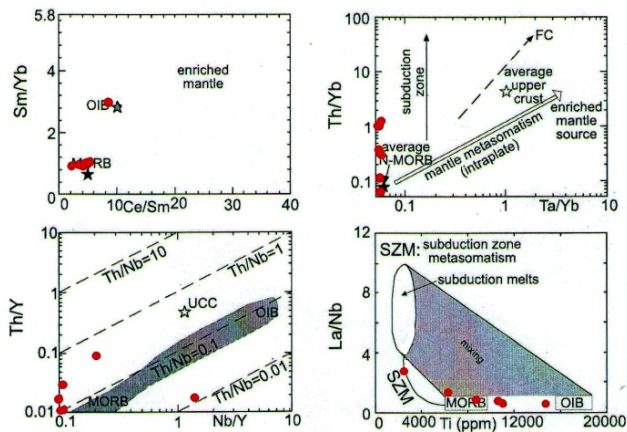 5.8
4
2
0
Sm/Yb
enriched
mantle
OIB
MORB
0
10
Ce/Sm
20
30
40
100
10
1
0.1
Th/Yb
subduction
zone
FC
average
upper
crust
enriched
mantle
source
average
N-MORB
mantle metasomatism
(intraplate)
0.1
1
Ta/Yb
10
10
1
0.1
0.01
Th/Y
Th/Nb=10
Th/Nb=1
UCC
OIB
Th/Nb=0.1
MORB
Th/Nb=0.01
0.1
Nb/Y
1
10
12
8
4
0
La/Nb
SZM: subduction zone
metasomatism
subduction melts
mixing
SZM
MORB
OIB
4000
Ti (ppm)
12000
20000